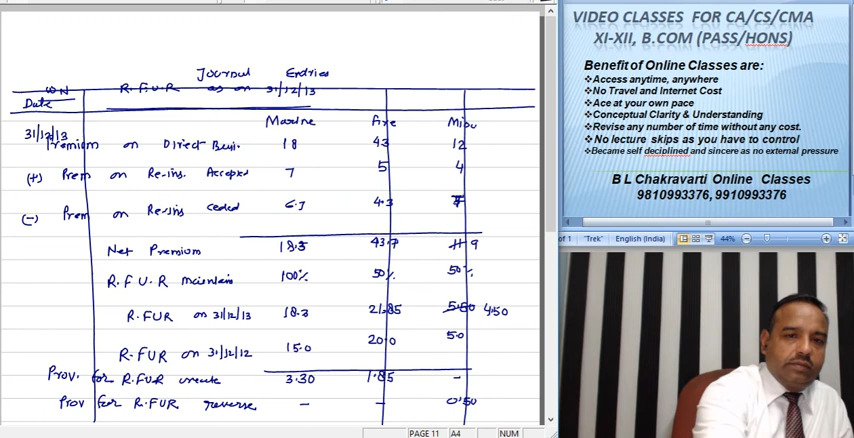 Journal Entries
WN R.F.U.R as on 31/12/13
Date
Marine Fire Misc
31/12/13
Premium on Direct Busi. 18 43 12
(+) Prem on Re-ins. Accepted 7 5 4
(-) Prem on Re-ins ceded 6.7 4.3 7
Net Premium 18.3 43.7 11 9
R.F.U.R maintain 100% 50% 50%
R.FUR on 31/12/13 18.3 21.85 5.50 4.50
R.FUR on 31/12/12 15.0 20.0 5.0
Prov. for R.FUR create 3.30 1.85 -
Prov for R.FUR reverse - - 0.50
PAGE 11 A4 NUM
VIDEO CLASSES FOR CA/CS/CMA
XI-XII, B.COM (PASS/HONS)
Benefit of Online Classes are:
❖Access anytime, anywhere
❖No Travel and Internet Cost
❖Ace at your own pace
❖Conceptual Clarity & Understanding
❖Revise any number of time without any cost.
❖No lecture skips as you have to control
❖Became self deciplined and sincere as no external pressure
B L Chakravarti Online Classes
9810993376, 9910993376
of 1 "Trek" English (India) 44%